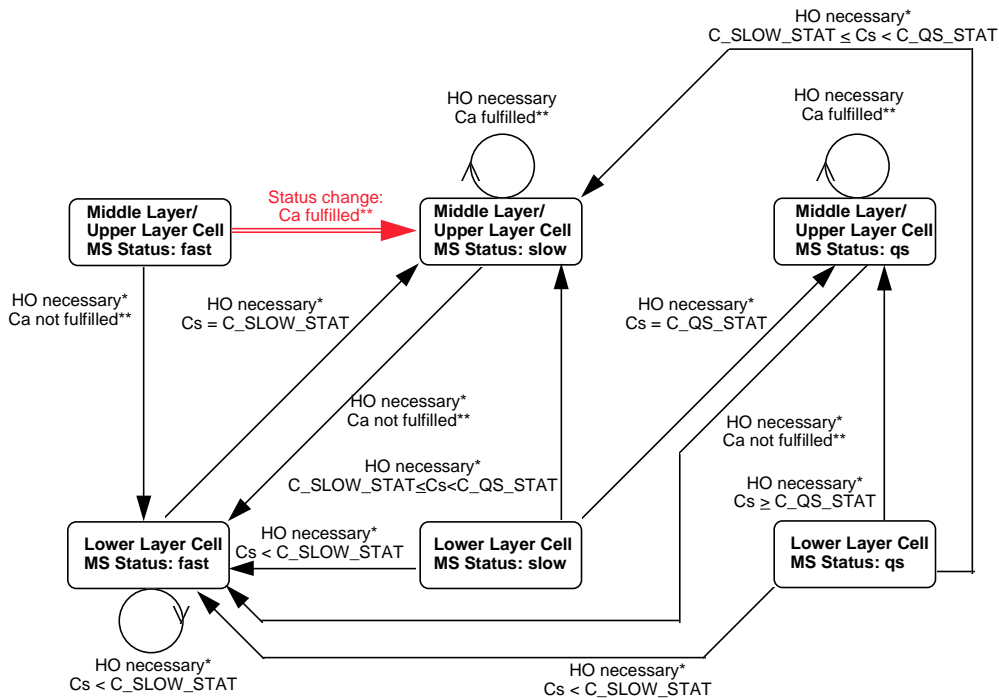 HO necessary*
C_SLOW_STAT ≤ Cs < C_QS_STAT
HO necessary
Ca fulfilled**
HO necessary
Ca fulfilled**
Status change:
Ca fulfilled**
Middle Layer/
Upper Layer Cell
MS Status: fast
Middle Layer/
Upper Layer Cell
MS Status: slow
Middle Layer/
Upper Layer Cell
MS Status: qs
HO necessary*
Ca not fulfilled**
HO necessary*
Cs = C_SLOW_STAT
HO necessary*
Cs = C_QS_STAT
HO necessary*
Ca not fulfilled**
HO necessary*
Ca not fulfilled**
HO necessary*
C_SLOW_STAT≤Cs<C_QS_STAT
HO necessary*
Cs ≥ C_QS_STAT
HO necessary*
Cs < C_SLOW_STAT
Lower Layer Cell
MS Status: fast
Lower Layer Cell
MS Status: slow
Lower Layer Cell
MS Status: qs
HO necessary*
Cs < C_SLOW_STAT
HO necessary*
Cs < C_SLOW_STAT